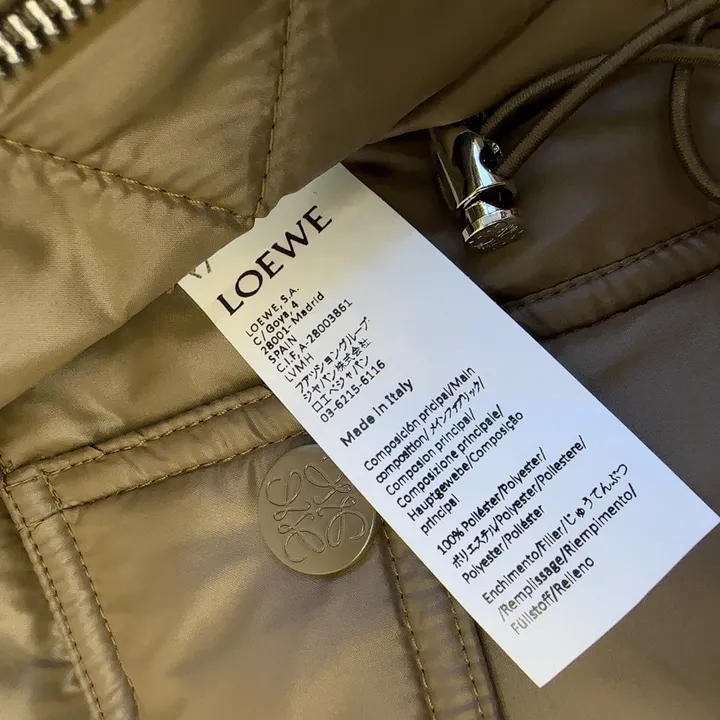 LOEWE
LOEWE, S.A.
C/Goya, 4
28001-Madrid
SPAIN
C.I.F. A-28003861
LVMH
ファッショングループ
ジャパン株式会社
ロエベジャパン
03-6215-6116
Made in Italy
Composición principal/Main
composition/メインファブリック/
Composition principal/
Composizione principale/
Hauptgewebe/Composição
principal
100% Poliéster/Polyester/
ポリエステル/Polyester/Poliestere/
Polyester/Poliéster
Enchimento/Filler/じゅうてんぶつ
/Remplissage/Riempimento/
Füllstoff/Relleno